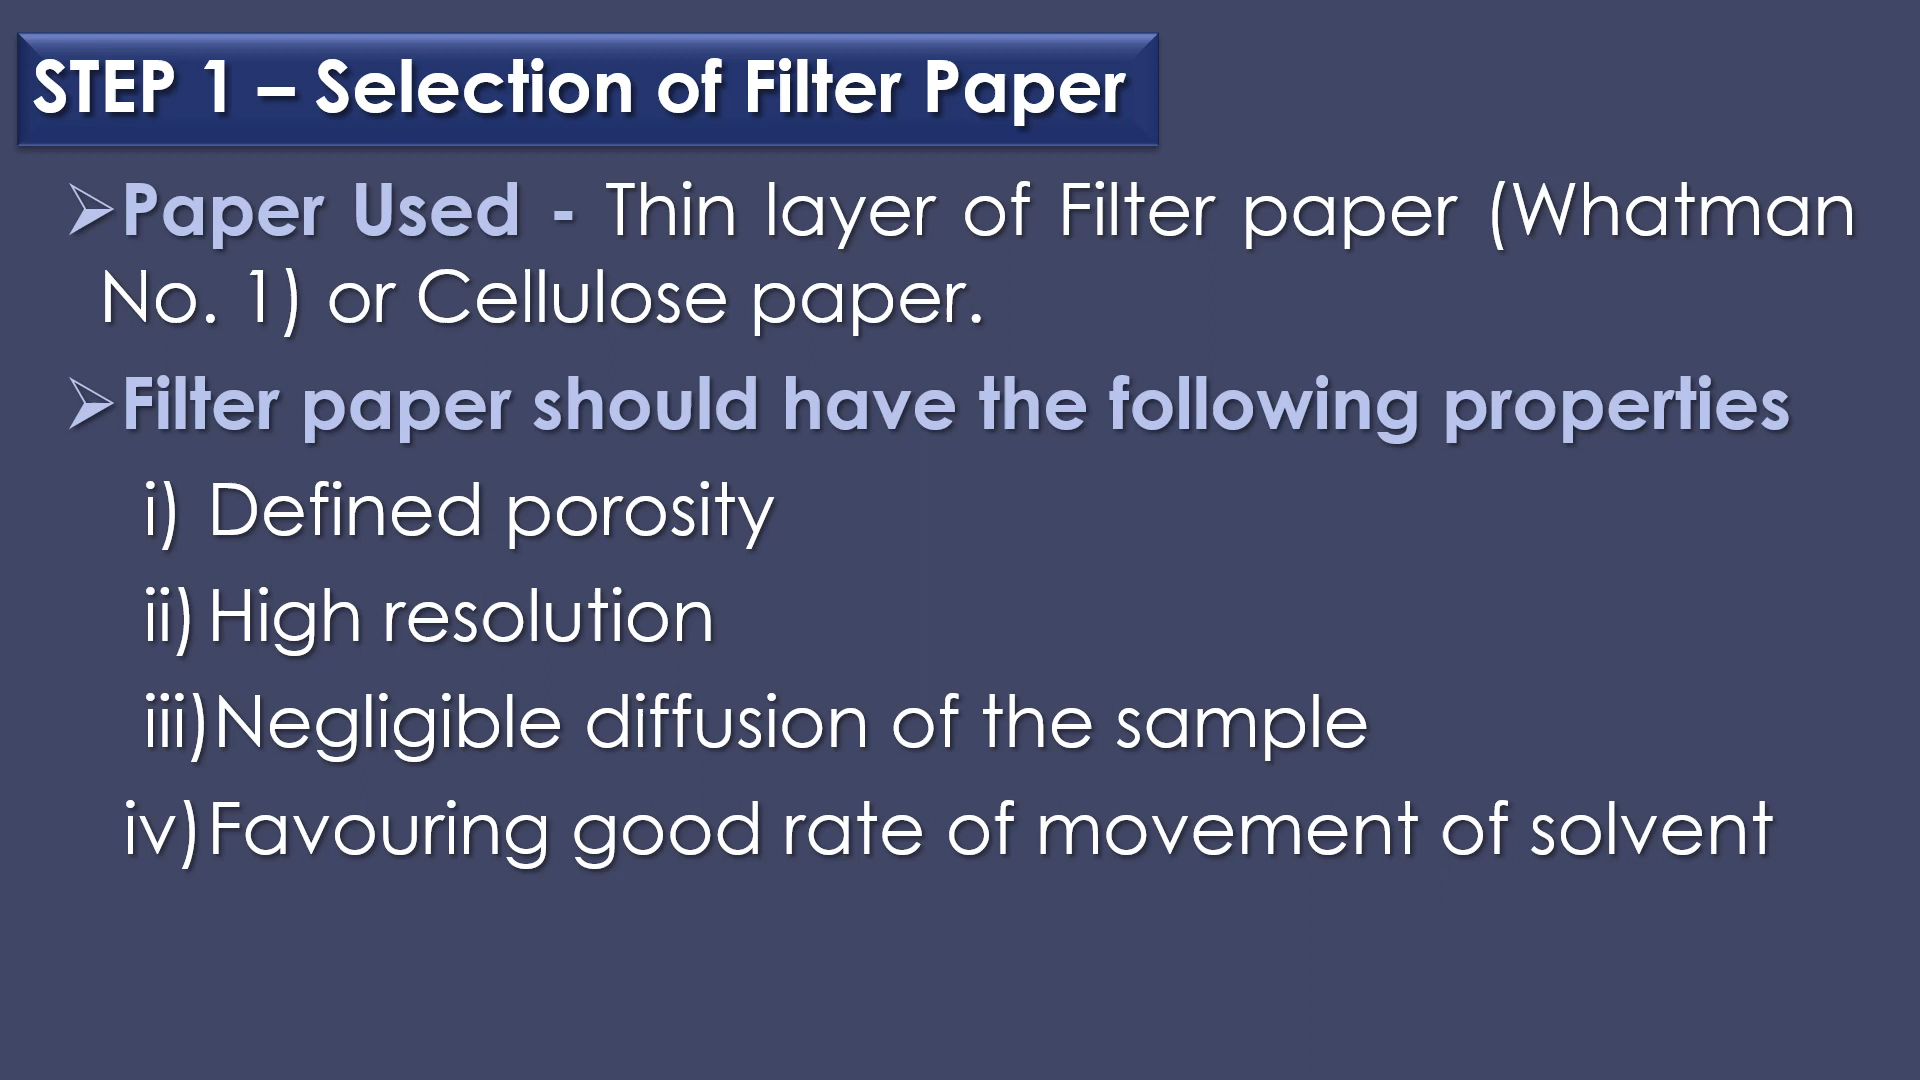 STEP 1 – Selection of Filter Paper
➢Paper Used - Thin layer of Filter paper (Whatman
No. 1) or Cellulose paper.
➢Filter paper should have the following properties
i) Defined porosity
ii) High resolution
iii)Negligible diffusion of the sample
iv)Favouring good rate of movement of solvent